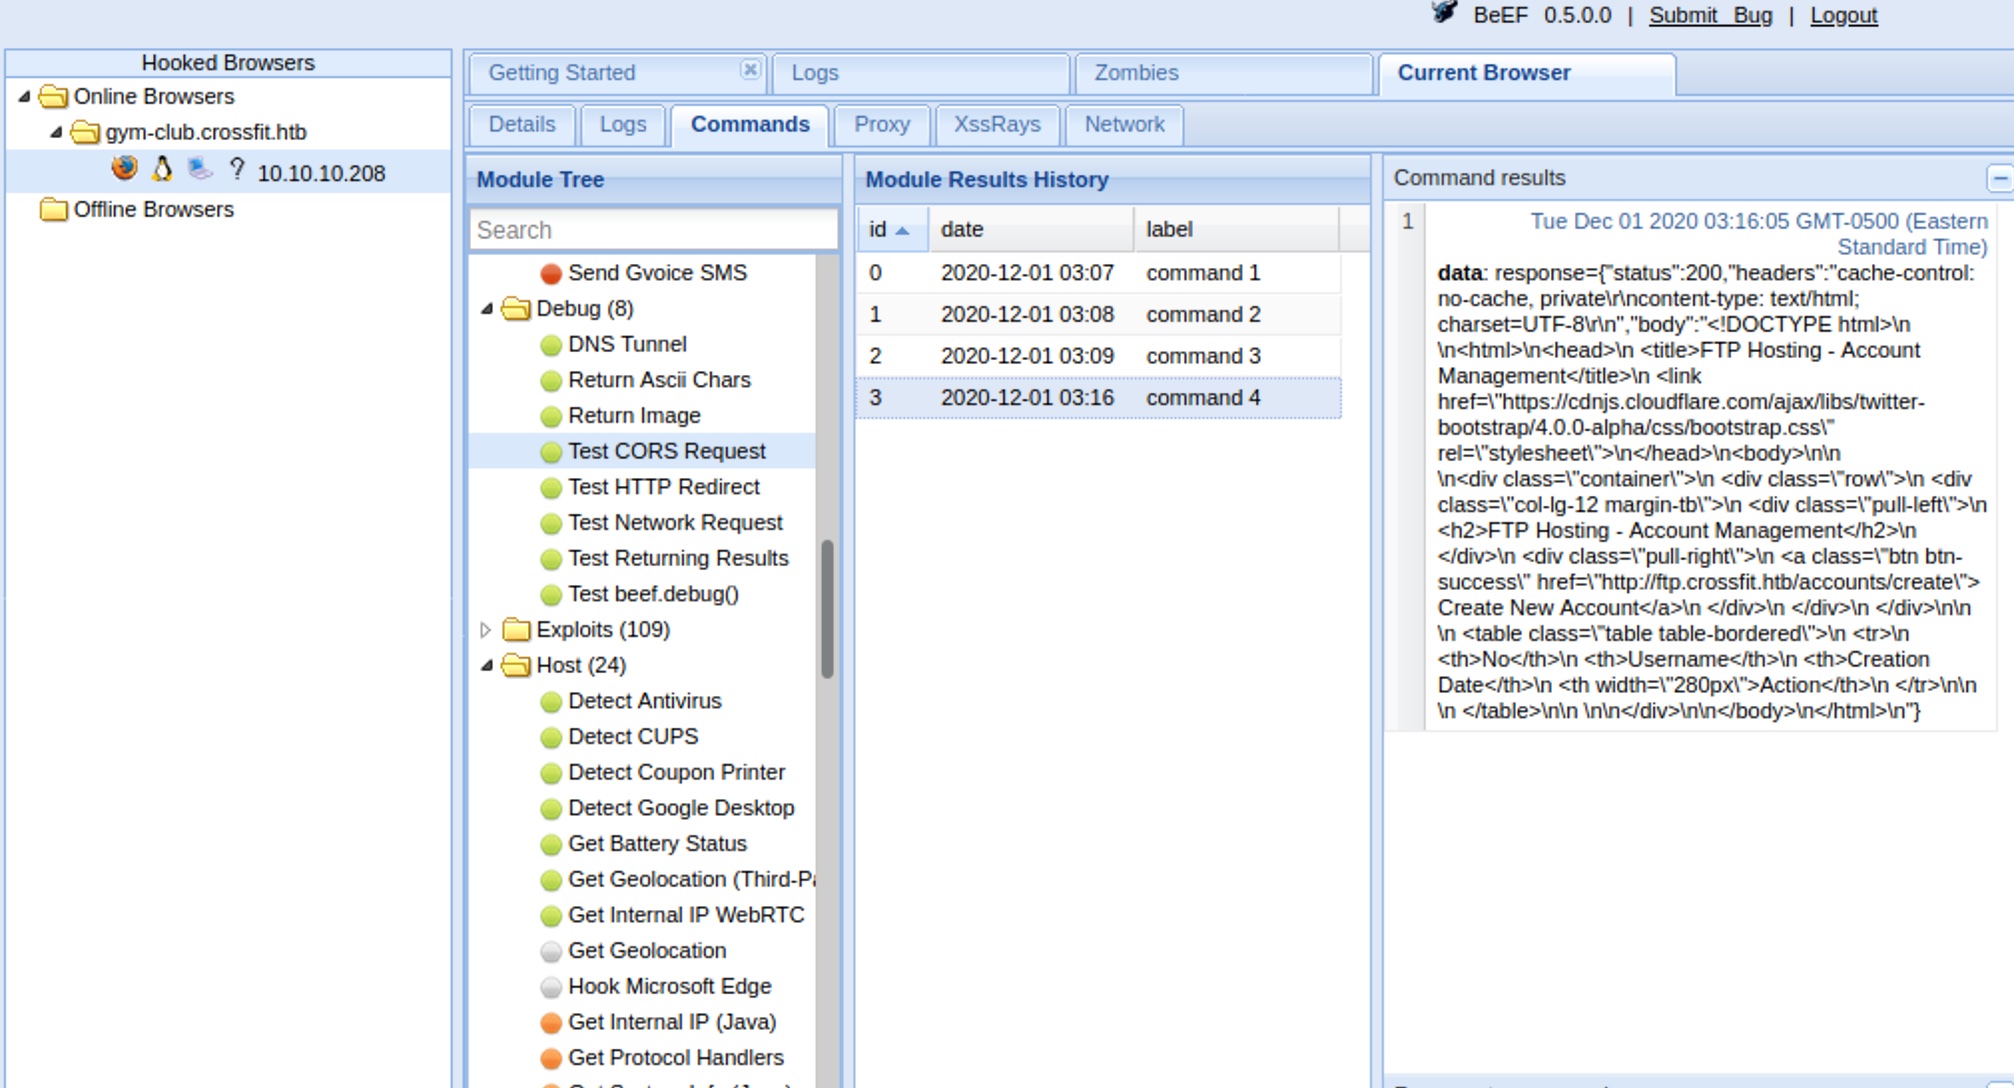 BeEF 0.5.0.0 | Submit Bug | Logout
Hooked Browsers
Online Browsers
gym-club.crossfit.htb
? 10.10.10.208
Offline Browsers
Getting Started
Logs
Zombies
Current Browser
Details
Logs
Commands
Proxy
XssRays
Network
Module Tree
Search
Send Gvoice SMS
Debug (8)
DNS Tunnel
Return Ascii Chars
Return Image
Test CORS Request
Test HTTP Redirect
Test Network Request
Test Returning Results
Test beef.debug()
Exploits (109)
Host (24)
Detect Antivirus
Detect CUPS
Detect Coupon Printer
Detect Google Desktop
Get Battery Status
Get Geolocation (Third-Pa
Get Internal IP WebRTC
Get Geolocation
Hook Microsoft Edge
Get Internal IP (Java)
Get Protocol Handlers
Module Results History
id date label
0 2020-12-01 03:07 command 1
1 2020-12-01 03:08 command 2
2 2020-12-01 03:09 command 3
3 2020-12-01 03:16 command 4
Command results
1 Tue Dec 01 2020 03:16:05 GMT-0500 (Eastern
Standard Time)
data: response={"status":200,"headers":"cache-control:
no-cache, private\r\ncontent-type: text/html;
charset=UTF-8\r\n","body":"<!DOCTYPE html>\n
\n<html>\n<head>\n <title>FTP Hosting - Account
Management</title>\n <link
href=\"https://cdnjs.cloudflare.com/ajax/libs/twitter-
bootstrap/4.0.0-alpha/css/bootstrap.css\"
rel=\"stylesheet\">\n</head>\n<body>\n\n
\n<div class=\"container\">\n <div class=\"row\">\n <div
class=\"col-lg-12 margin-tb\">\n <div class=\"pull-left\">\n
<h2>FTP Hosting - Account Management</h2>\n
</div>\n <div class=\"pull-right\">\n <a class=\"btn btn-
success\" href=\"http://ftp.crossfit.htb/accounts/create\">
Create New Account</a>\n </div>\n </div>\n </div>\n\n
\n <table class=\"table table-bordered\">\n <tr>\n
<th>No</th>\n <th>Username</th>\n <th>Creation
Date</th>\n <th width=\"280px\">Action</th>\n </tr>\n\n
\n </table>\n\n \n\n</div>\n\n</body>\n</html>\n"}